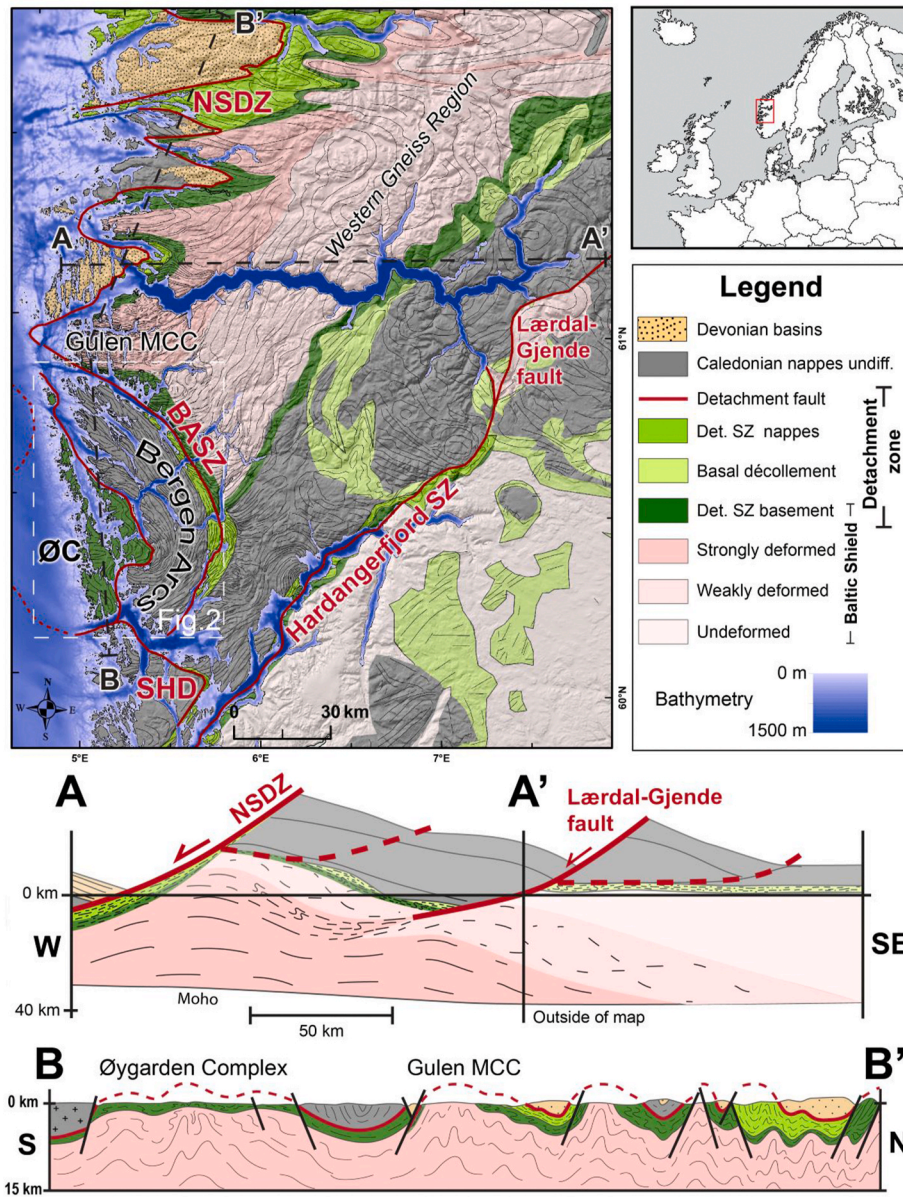 B'
NSDZ
Western Gneiss Region
A
A'
Gulen MCC
Lærdal-
Gjende
fault
61°N
BASZ
Bergen Arcs
ØC
Hardangerfjord SZ
Fig.2
B
SHD
N
W
E
S
0
30 km
60°N
5°E
6°E
7°E
Legend
Devonian basins
Caledonian nappes undiff.
Detachment fault
Det. SZ nappes
Basal décollement
Det. SZ basement
Strongly deformed
Weakly deformed
Undeformed
Detachment
zone
Baltic Shield
Bathymetry
0 m
1500 m
A
NSDZ
A'
Lærdal-Gjende
fault
0 km
W
SE
40 km
Moho
50 km
Outside of map
B
Øygarden Complex
Gulen MCC
B'
0 km
S
N
15 km